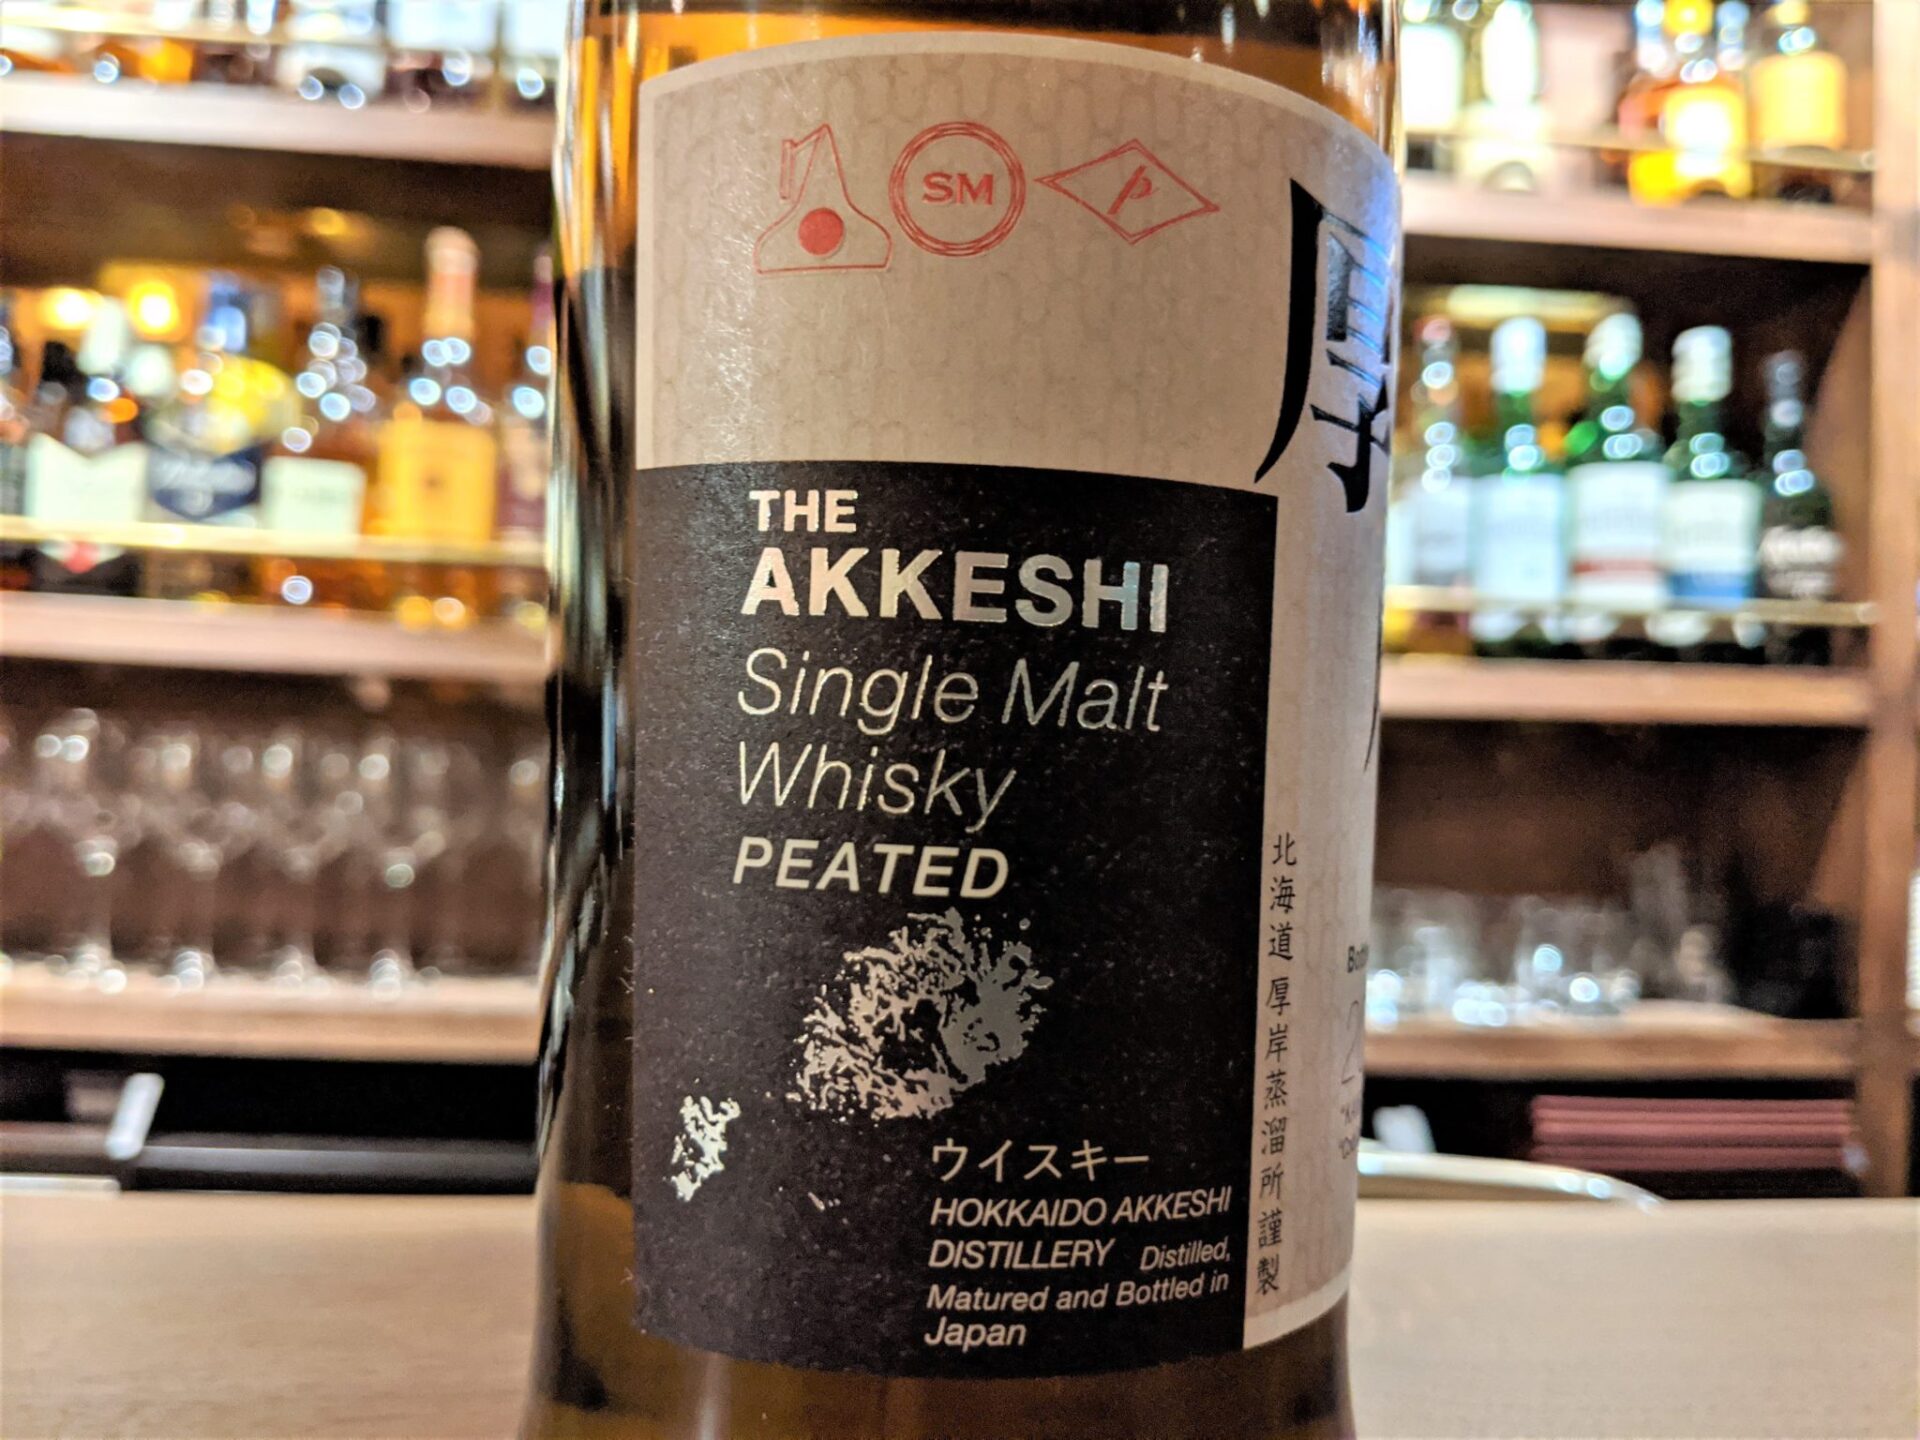 SM
p
厚
THE
AKKESHI
Single Malt
Whisky
PEATED
ウイスキー
HOKKAIDO AKKESHI
DISTILLERY Distilled,
Matured and Bottled in
Japan
北海道 厚岸蒸溜所謹製